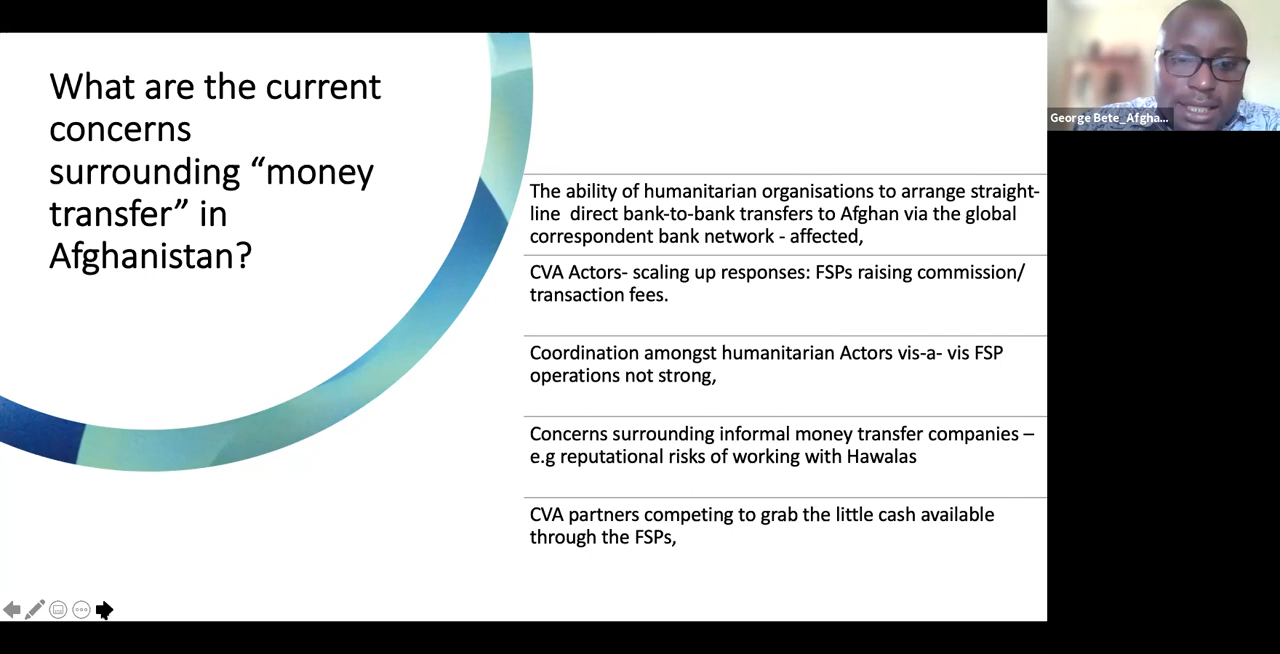 What are the current
concerns
surrounding “money
transfer” in
Afghanistan?
The ability of humanitarian organisations to arrange straight-
line  direct bank-to-bank transfers to Afghan via the global
correspondent bank network - affected,
CVA Actors- scaling up responses: FSPs raising commission/
transaction fees.
Coordination amongst humanitarian Actors vis-a- vis FSP
operations not strong,
Concerns surrounding informal money transfer companies –
e.g reputational risks of working with Hawalas
CVA partners competing to grab the little cash available
through the FSPs,
George Bete_Afgha...